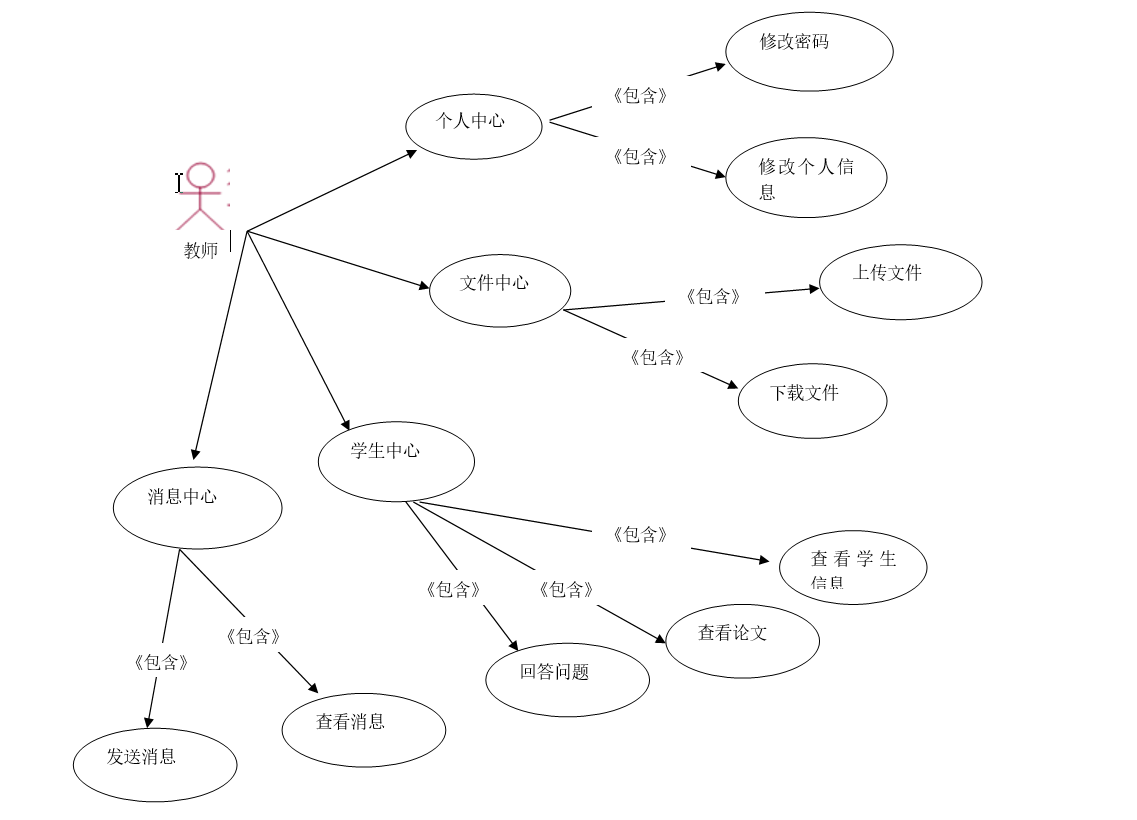 修改密码
《包含》
个人中心
《包含》
修改个人信
息
教师
文件中心
上传文件
《包含》
《包含》
下载文件
学生中心
消息中心
《包含》
查看学生
信息
《包含》
《包含》
查看论文
《包含》
《包含》
回答问题
查看消息
发送消息